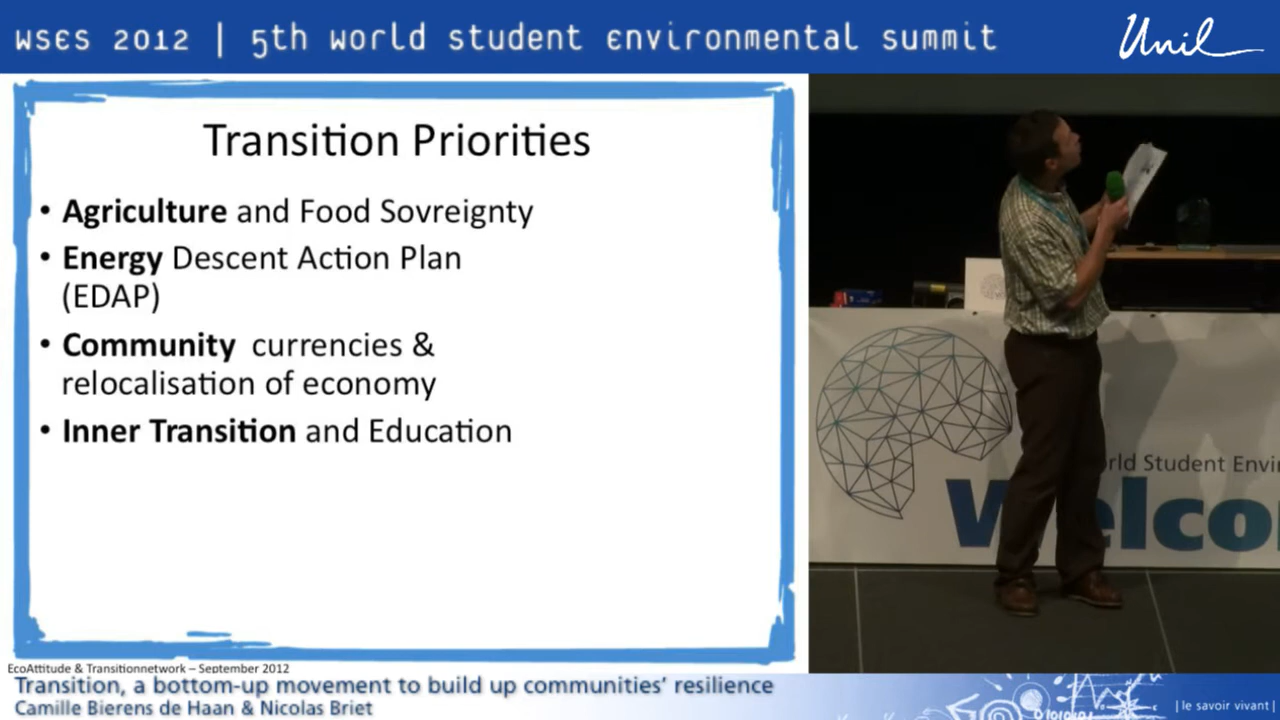 WSES 2012 | 5th world student environmental summit
Unil
Transition Priorities
• Agriculture and Food Sovreignty
• Energy Descent Action Plan
(EDAP)
• Community currencies &
relocalisation of economy
• Inner Transition and Education
rld Student Envi
Welco
EcoAttitude & Transitionnetwork – September 2012
Transition, a bottom-up movement to build up communities' resilience
Camille Bierens de Haan & Nicolas Briet
| le savoir vivant |